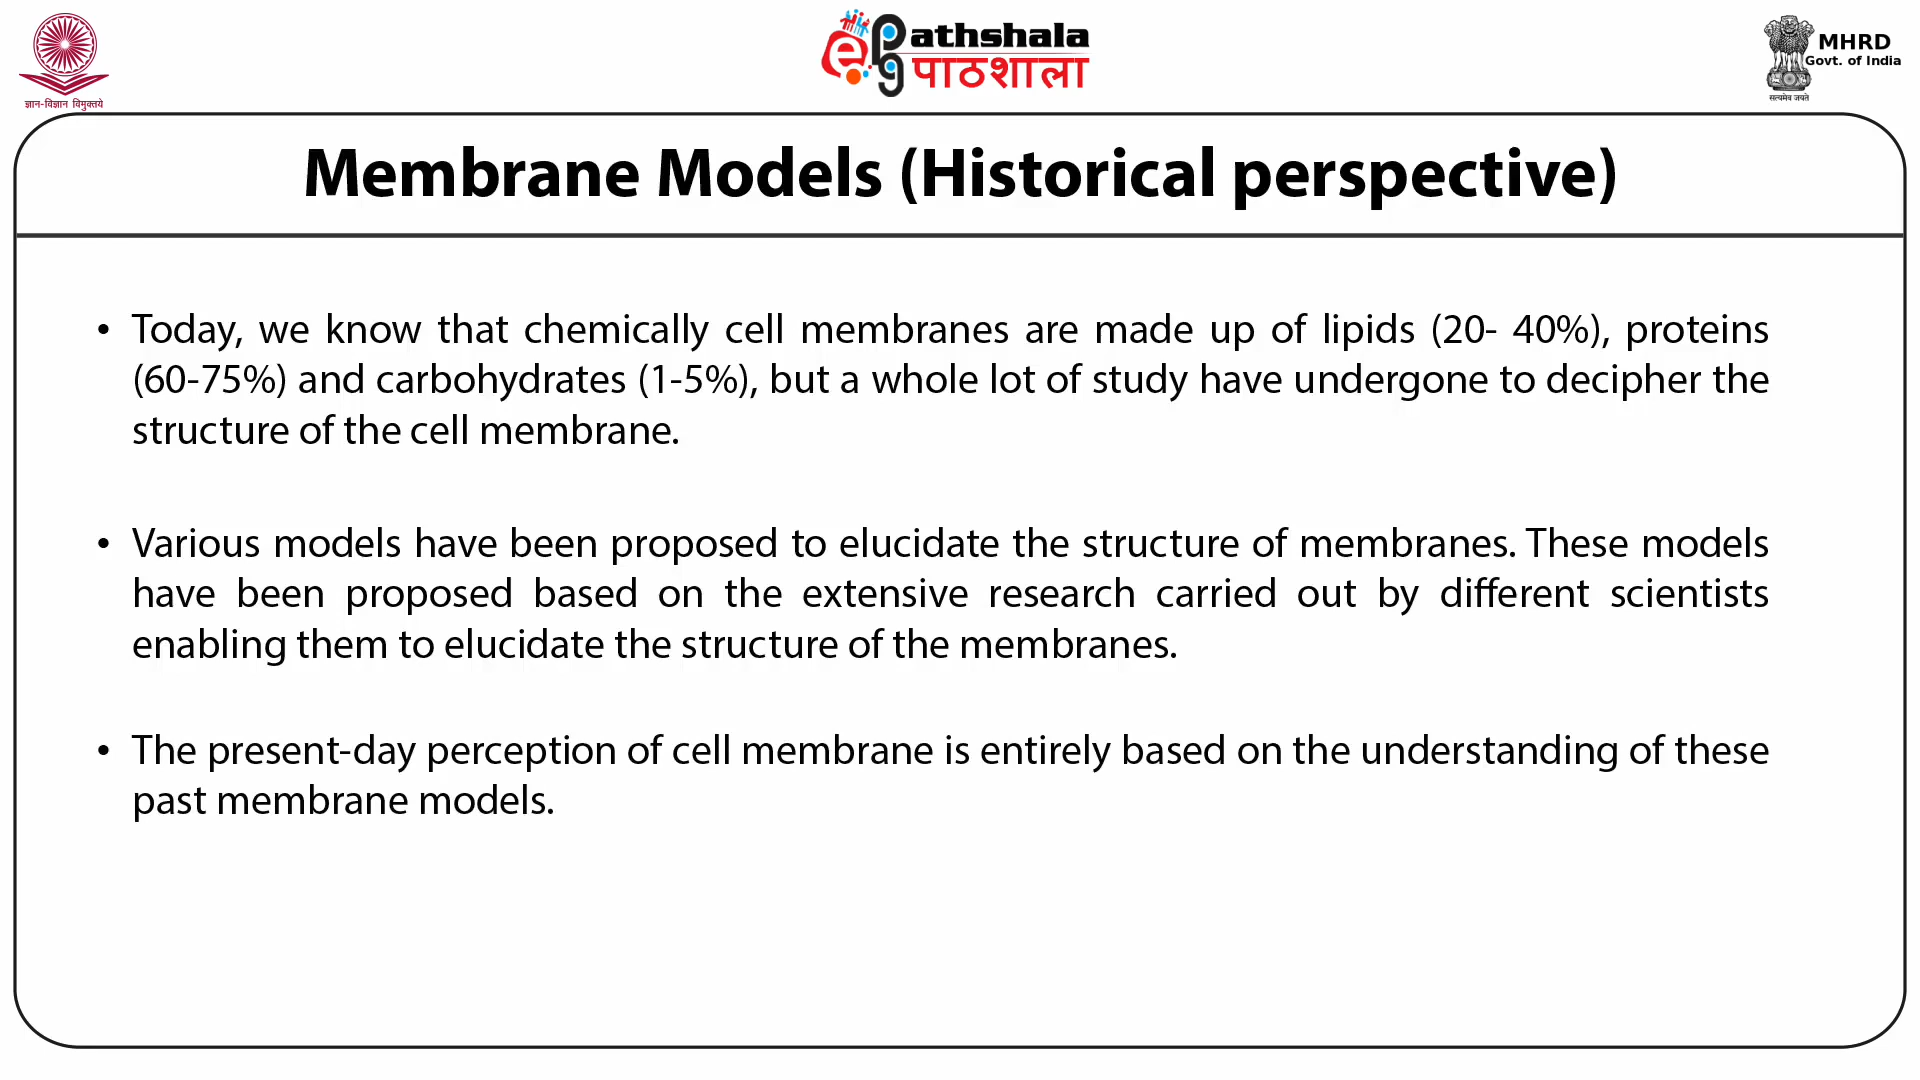 ज्ञान-विज्ञान विमुक्तये
e pg athshala
पाठशाला
MHRD
Govt. of India
सत्यमेव जयते
Membrane Models (Historical perspective)
• Today, we know that chemically cell membranes are made up of lipids (20- 40%), proteins
(60-75%) and carbohydrates (1-5%), but a whole lot of study have undergone to decipher the
structure of the cell membrane.
• Various models have been proposed to elucidate the structure of membranes. These models
have been proposed based on the extensive research carried out by different scientists
enabling them to elucidate the structure of the membranes.
• The present-day perception of cell membrane is entirely based on the understanding of these
past membrane models.